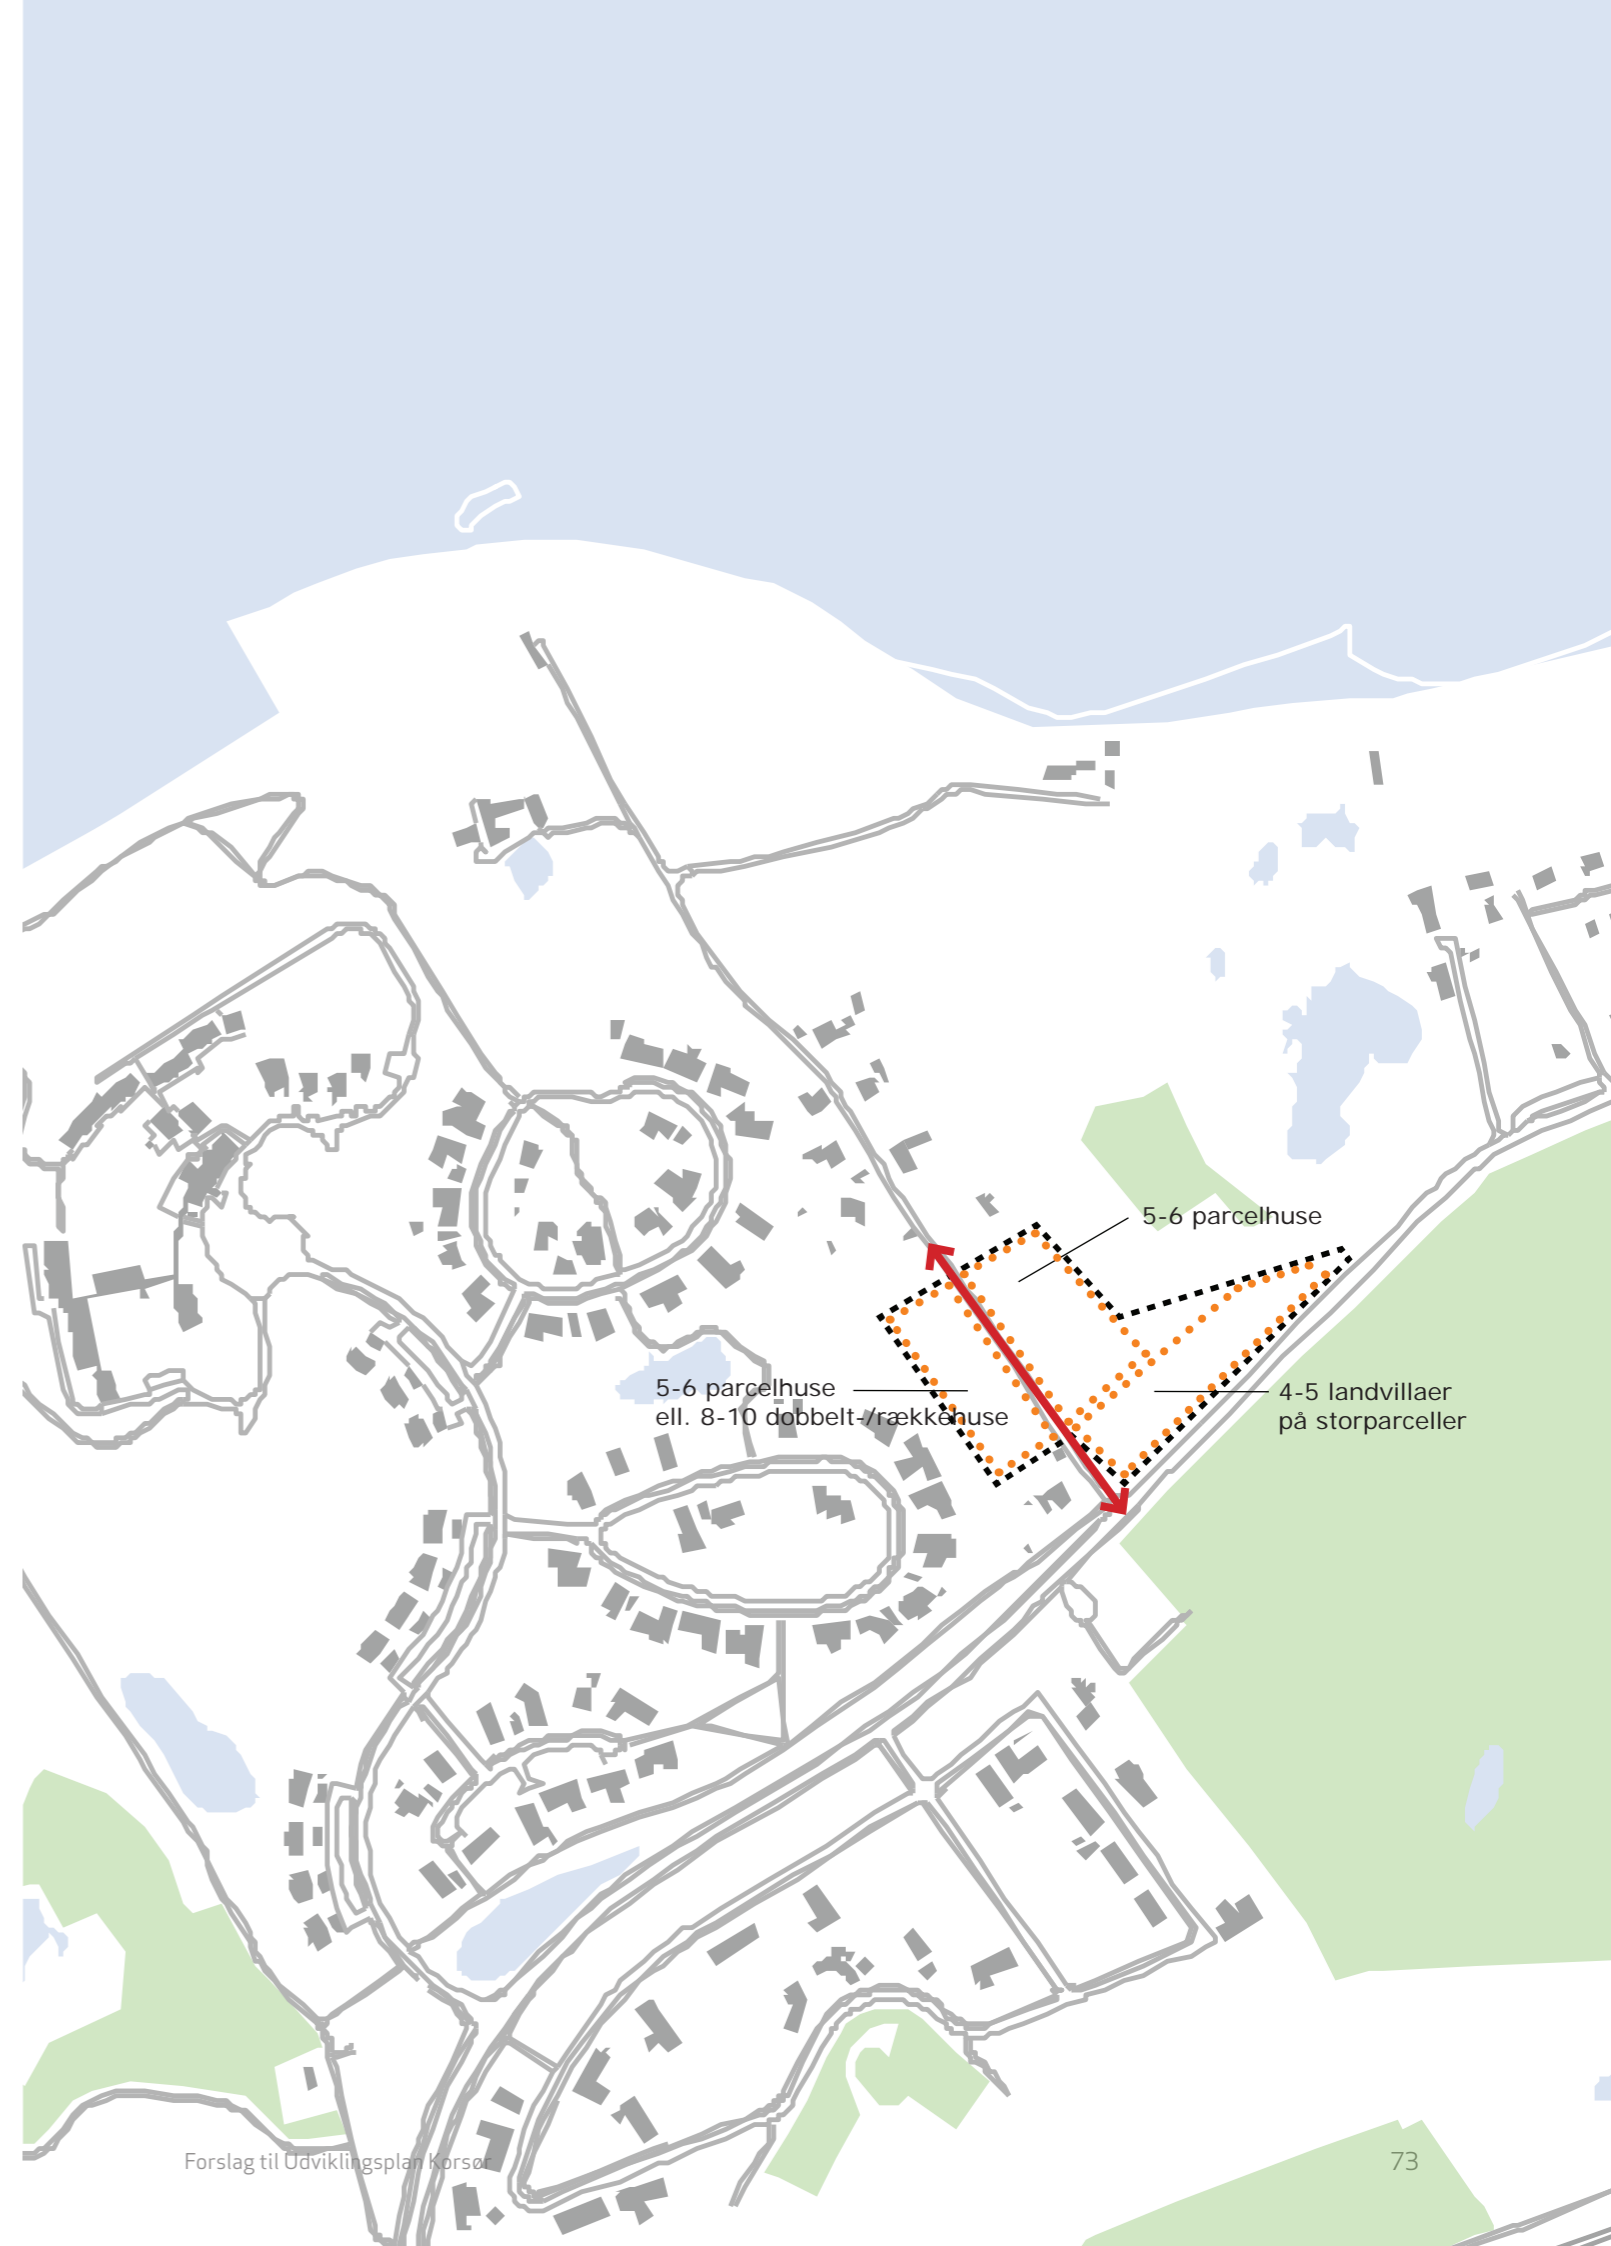 5-6 parcelhuse
5-6 parcelhuse
ell. 8-10 dobbelt-/rækkehuse
4-5 landvillaer
på storparceller
Forslag til Udviklingsplan Korsør
73